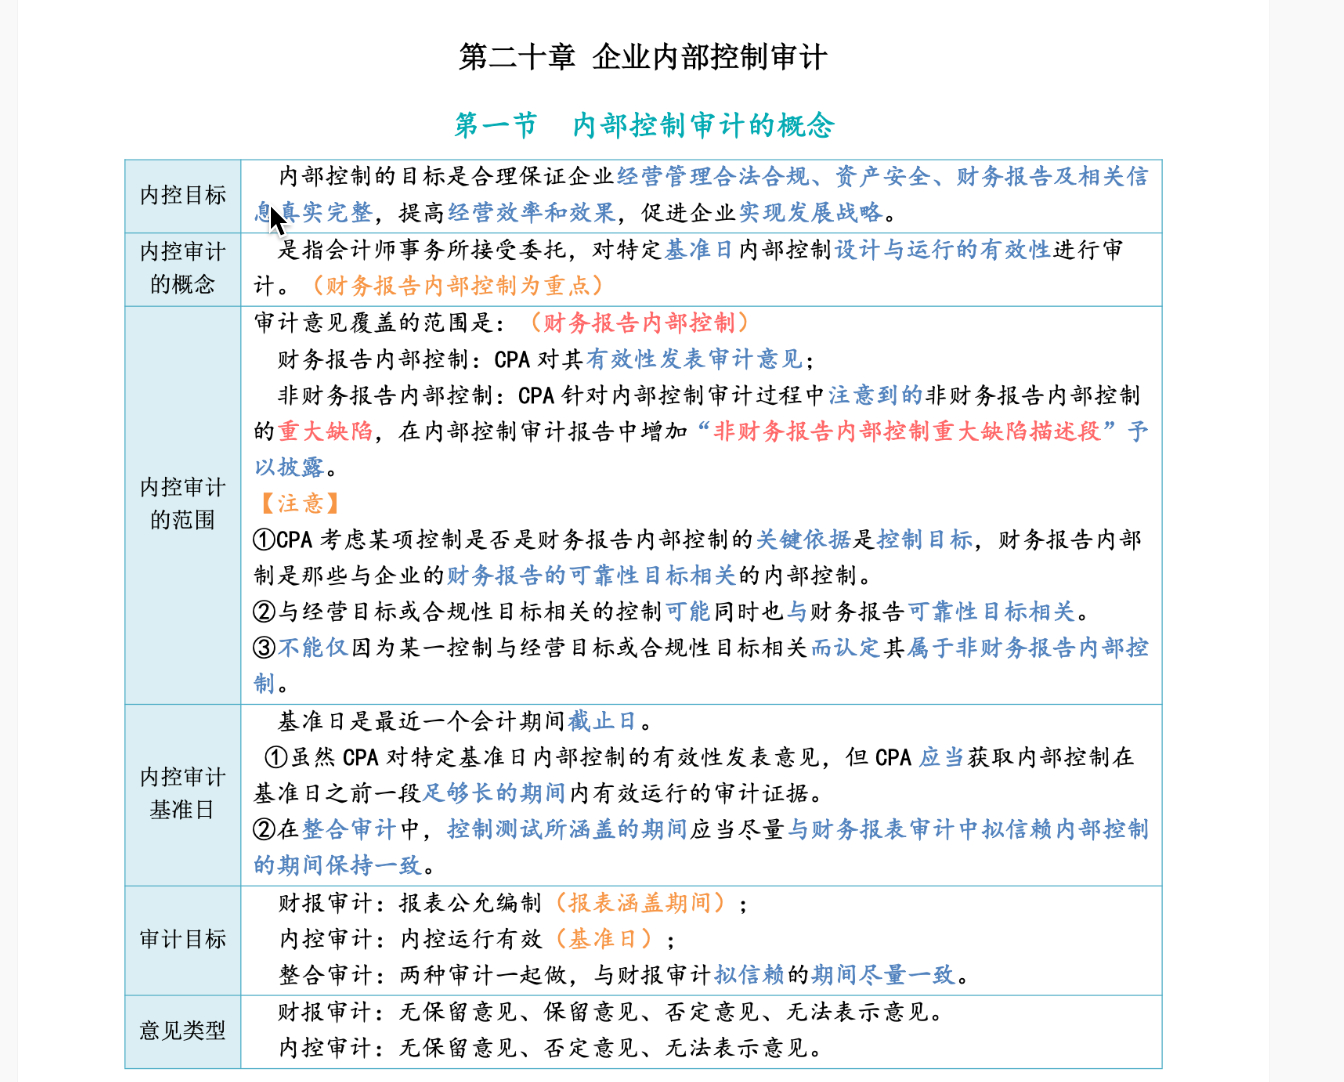 第二十章 企业内部控制审计
第一节 内部控制审计的概念
内控目标
内部控制的目标是合理保证企业经营管理合法合规、资产安全、财务报告及相关信
息真实完整，提高经营效率和效果，促进企业实现发展战略。
内控审计
的概念
是指会计师事务所接受委托，对特定基准日内部控制设计与运行的有效性进行审
计。（财务报告内部控制为重点）
内控审计
的范围
审计意见覆盖的范围是：（财务报告内部控制）
财务报告内部控制：CPA 对其有效性发表审计意见；
非财务报告内部控制：CPA 针对内部控制审计过程中注意到的非财务报告内部控制
的重大缺陷，在内部控制审计报告中增加“非财务报告内部控制重大缺陷描述段”予
以披露。
【注意】
①CPA 考虑某项控制是否是财务报告内部控制的关键依据是控制目标，财务报告内部
制是那些与企业的财务报告的可靠性目标相关的内部控制。
②与经营目标或合规性目标相关的控制可能同时也与财务报告可靠性目标相关。
③不能仅因为某一控制与经营目标或合规性目标相关而认定其属于非财务报告内部控
制。
内控审计
基准日
基准日是最近一个会计期间截止日。
①虽然 CPA 对特定基准日内部控制的有效性发表意见，但 CPA 应当获取内部控制在
基准日之前一段足够长的期间内有效运行的审计证据。
②在整合审计中，控制测试所涵盖的期间应当尽量与财务报表审计中拟信赖内部控制
的期间保持一致。
审计目标
财报审计：报表公允编制（报表涵盖期间）；
内控审计：内控运行有效（基准日）；
整合审计：两种审计一起做，与财报审计拟信赖的期间尽量一致。
意见类型
财报审计：无保留意见、保留意见、否定意见、无法表示意见。
内控审计：无保留意见、否定意见、无法表示意见。